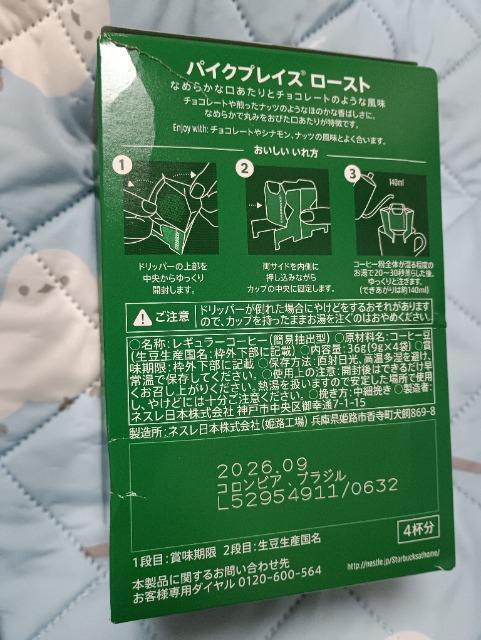 パイクプレイス® ロースト
なめらかな口あたりとチョコレートのような風味
チョコレートや煎ったナッツのようなほのかな香ばしさに、
なめらかで丸みをおびた口あたりが特徴です。
Enjoy with: チョコレートやシナモン、ナッツの風味とよく合います。
おいしい いれ方
1
ドリッパーの上部を
中央からゆっくり
開封します。
2
両サイドを内側に
押し込みながら
カップの中央に固定します。
3
140ml
コーヒー粉全体が湿る程度の
お湯で20〜30秒蒸らした後、
ゆっくりと注ぎます。
(できあがりは約140ml)
ご注意
ドリッパーが倒れた場合にやけどをするおそれがあります
ので、カップを持ったままお湯を注ぐのはおやめください。
○名称:レギュラーコーヒー(簡易抽出型) ○原材料名:コーヒー豆
(生豆生産国名:枠外下部に記載) ○内容量:36g(9g×4袋) ○賞
味期限:枠外下部に記載 ○保存方法:直射日光、高温多湿を避け、
常温で保存してください。 ○使用上の注意:開封後はできるだけ早
くお召し上がりください。熱湯を扱いますので安定した場所で使用
し、やけどには十分ご注意ください。 ○挽き方:中細挽き ○製造者:
ネスレ日本株式会社 神戸市中央区御幸通7-1-15
製造所:ネスレ日本株式会社(姫路工場) 兵庫県姫路市香寺町犬飼869-8
2026.09
コロンビア、ブラジル
L52954911/0632
4杯分
1段目:賞味期限 2段目:生豆生産国名
本製品に関するお問い合わせ先
お客様専用ダイヤル 0120-600-564
http://nestle.jp/Starbucksathome/